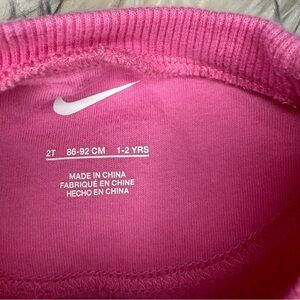 2T 86-92 CM 1-2 YRS
MADE IN CHINA
FABRIQUÉ EN CHINE
HECHO EN CHINA